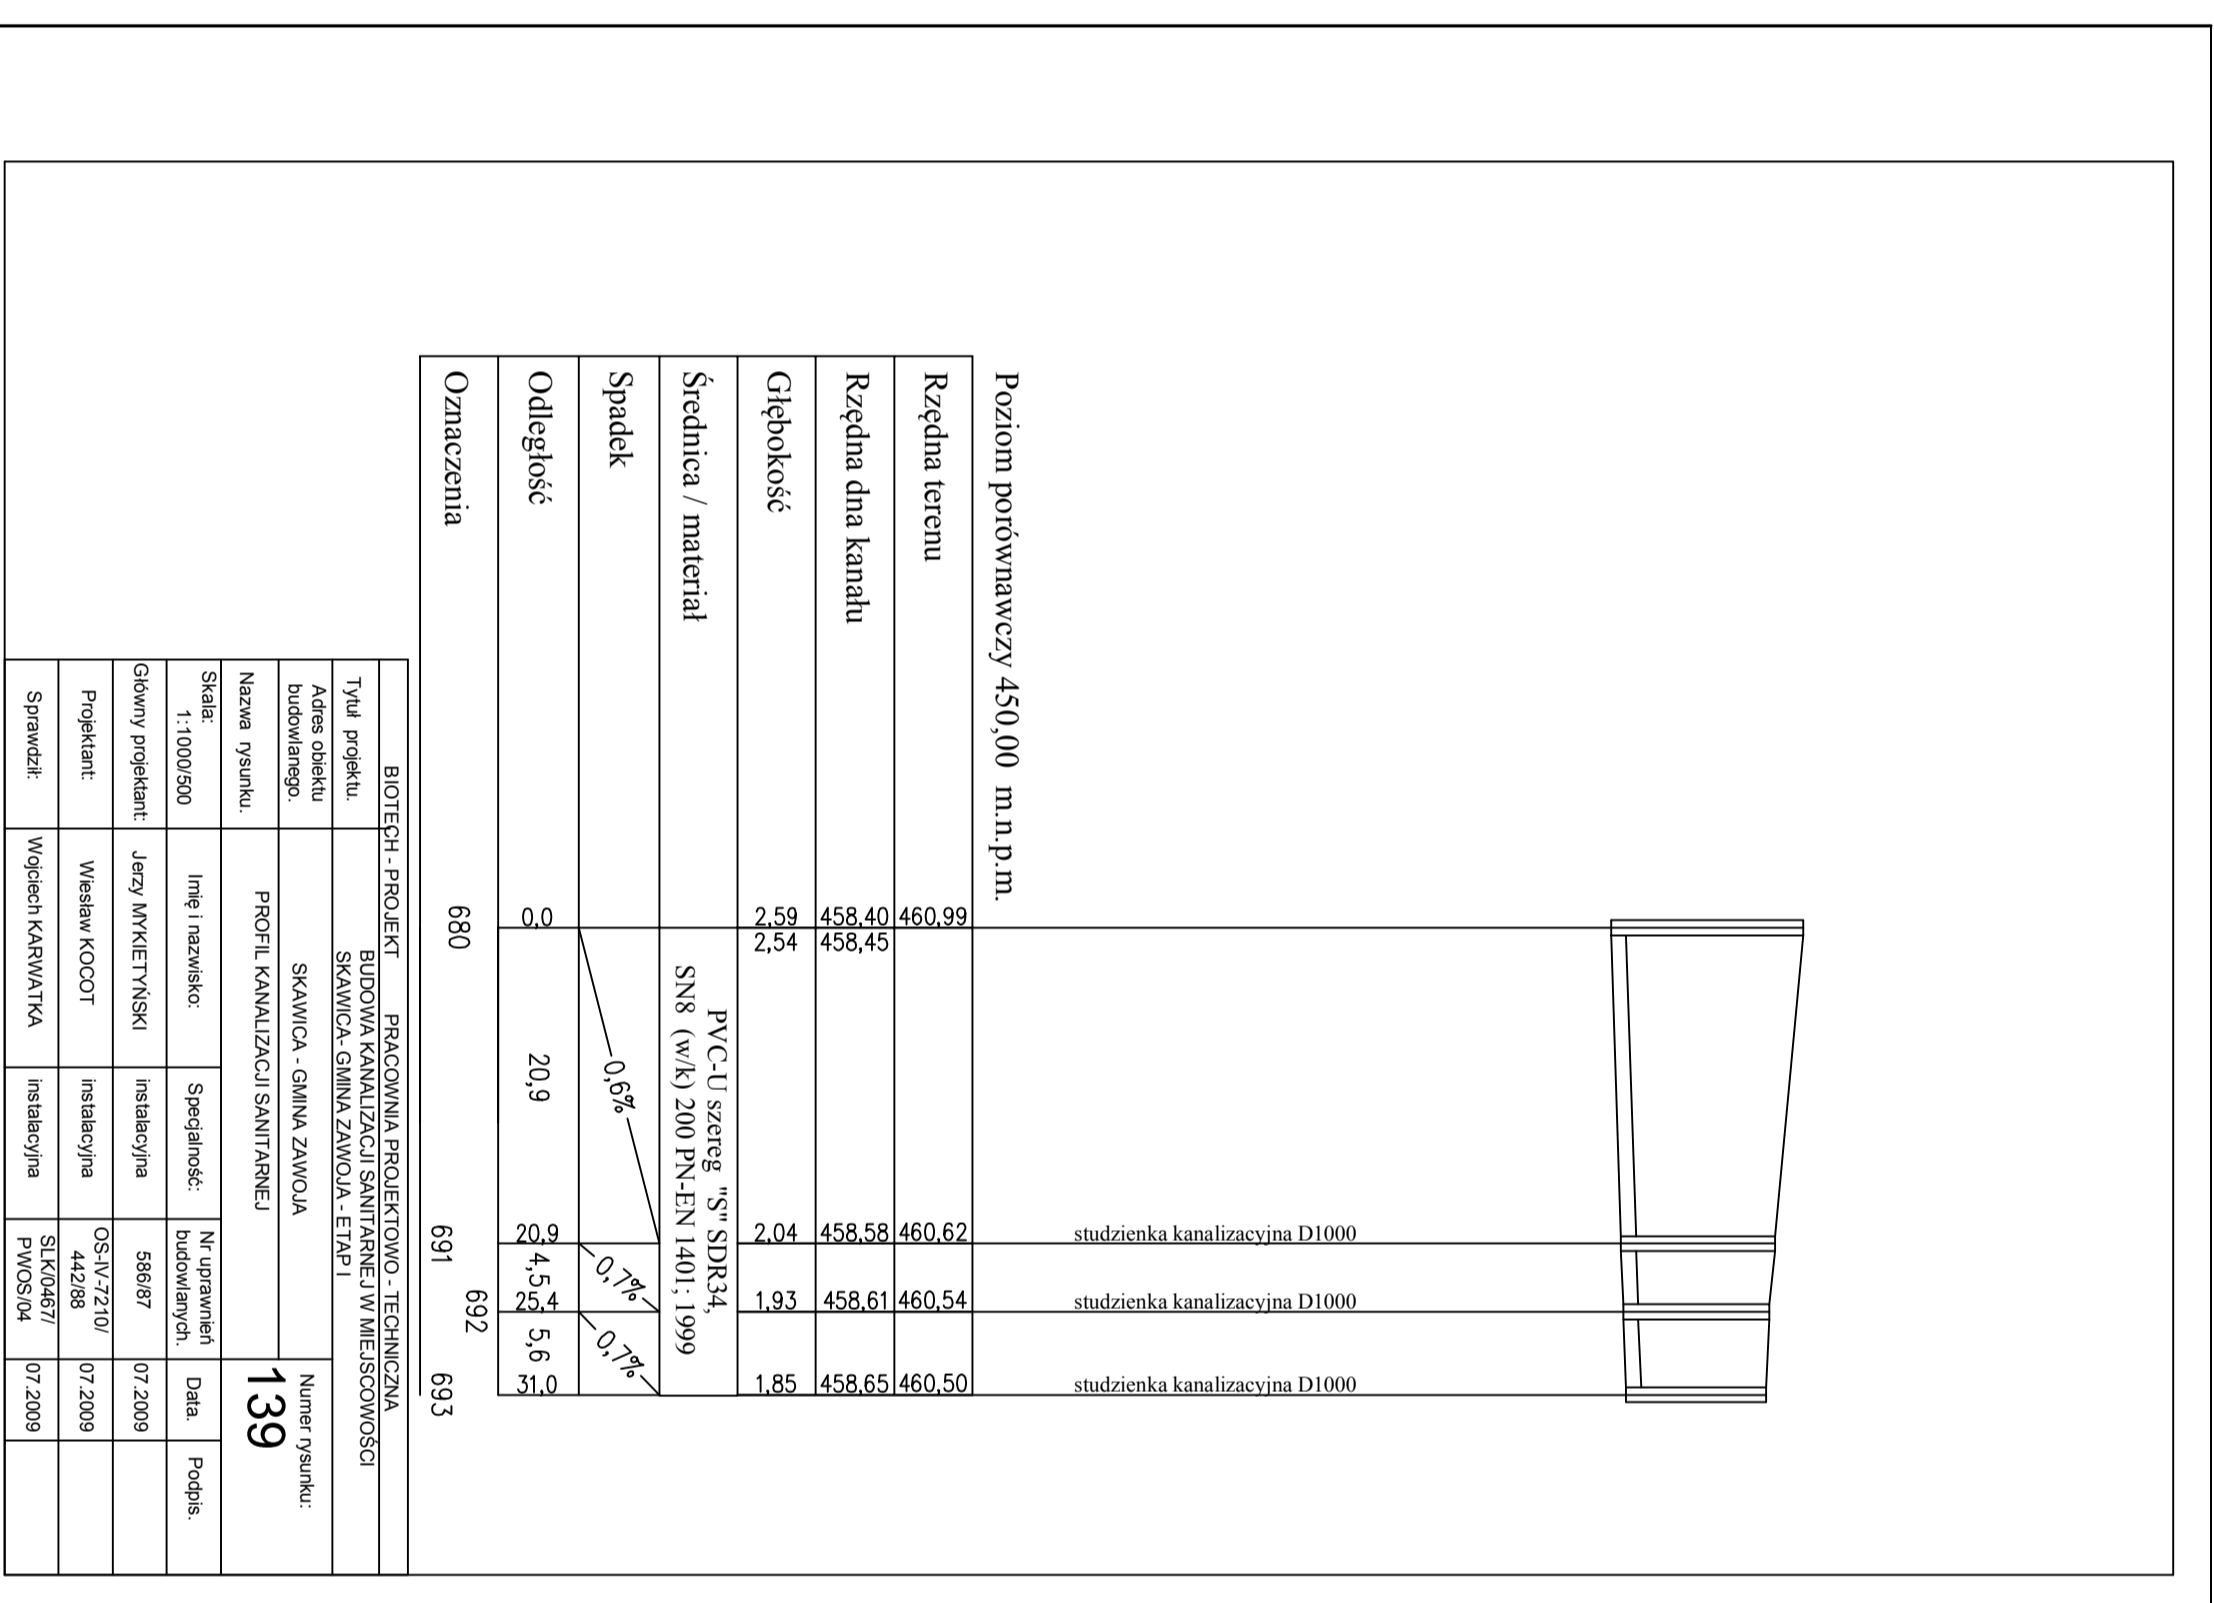 studzienka kanalizacyjna D1000
studzienka kanalizacyjna D1000
studzienka kanalizacyjna D1000
Poziom porównawczy 450,00 m.n.p.m.
Rzędna terenu 460,99 460,62 460,54 460,50
Rzędna dna kanału 458,40 458,45 458,58 458,61 458,65
Głębokość 2,59 2,54 2,04 1,93 1,85
Średnica / materiał
PVC-U szereg "S" SDR34,
SN8 (w/k) 200 PN-EN 1401; 1999
Spadek 0,6% 0,7% 0,7%
Odległość 0,0 20,9 20,9 4,5 25,4 5,6 31,0
Oznaczenia 680 691 692 693
BIOTECH - PROJEKT PRACOWNIA PROJEKTOWO - TECHNICZNA
Tytuł projektu.
BUDOWA KANALIZACJI SANITARNEJ W MIEJSCOWOŚCI
SKAWICA- GMINA ZAWOJA - ETAP I
Adres obiektu
budowlanego.
SKAWICA - GMINA ZAWOJA
Numer rysunku:
139
Nazwa rysunku.
PROFIL KANALIZACJI SANITARNEJ
Skala:
1:1000/500
Imię i nazwisko:
Specjalność:
Nr uprawnień
budowlanych.
Data.
Podpis.
Główny projektant: Jerzy MYKIETYŃSKI instalacyjna 586/87 07.2009
Projektant: Wiesław KOCOT instalacyjna
OS-IV-7210/
442/88
07.2009
Sprawdził: Wojciech KARWATKA instalacyjna
SLK/0467/
PWOS/04
07.2009